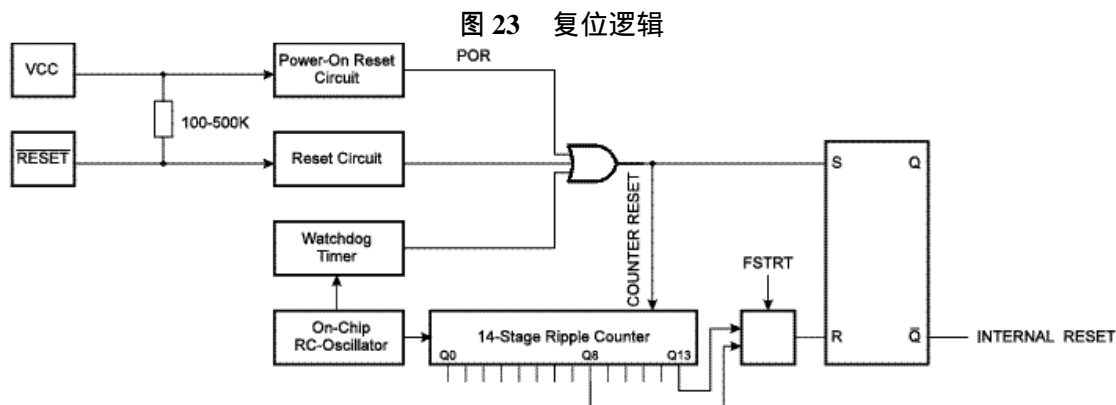 图 23 复位逻辑
VCC
Power-On Reset
Circuit
POR
100-500K
RESET
Reset Circuit
COUNTER RESET
S
Q
Watchdog
Timer
FSTRT
On-Chip
RC-Oscillator
14-Stage Ripple Counter
Q0
Q8
Q13
R
Q̅
INTERNAL RESET